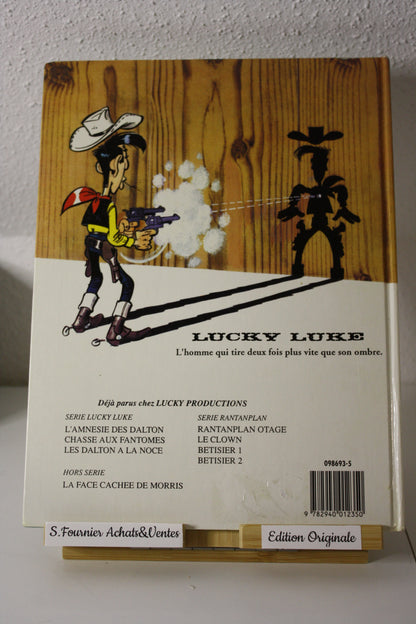 LUCKY LUKE
L'homme qui tire deux fois plus vite que son ombre.
Déjà parus chez LUCKY PRODUCTIONS
SERIE LUCKY LUKE
L'AMNESIE DES DALTON
CHASSE AUX FANTOMES
LES DALTON A LA NOCE
HORS SERIE
LA FACE CACHEE DE MORRIS
SERIE RANTANPLAN
RANTANPLAN OTAGE
LE CLOWN
BETISIER 1
BETISIER 2
098693-5
9 782940 012350
S.Fournier Achats&Ventes
Edition Originale